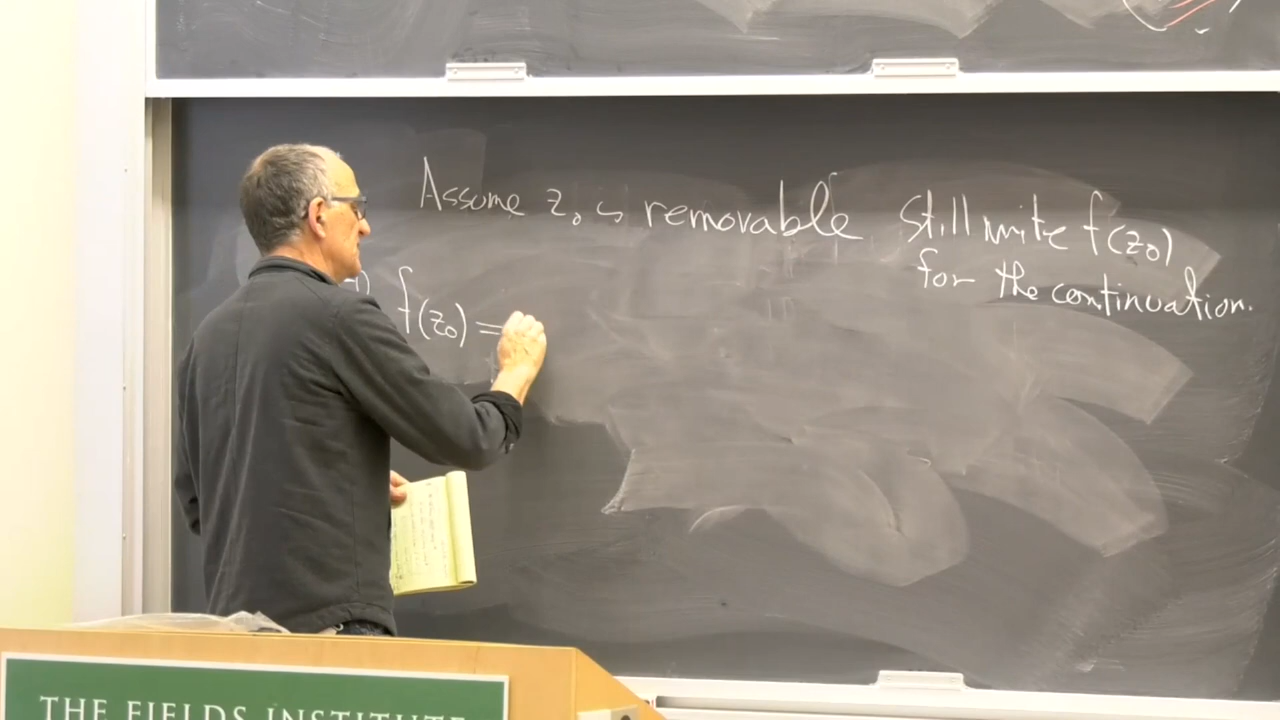 Assume z₀ is removable
Still write f(z₀)
for the continuation.
f(z₀) =
THE FIELDS INSTITUTE